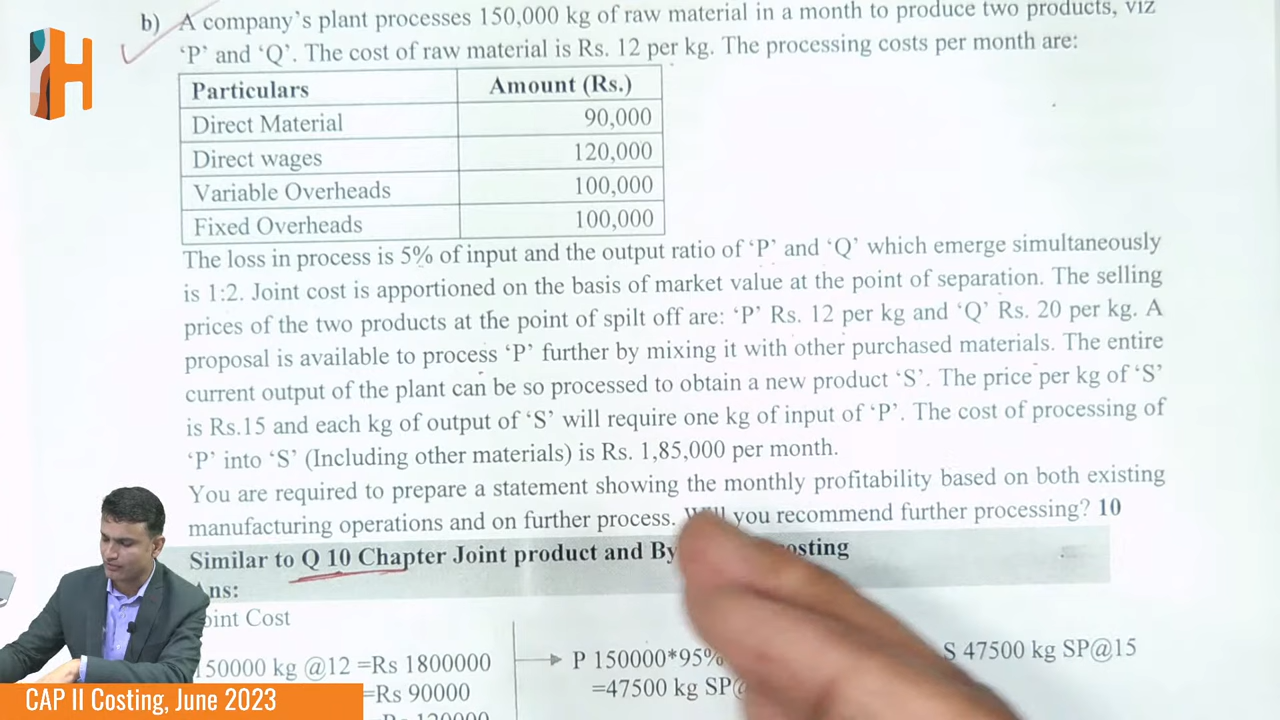 b) A company's plant processes 150,000 kg of raw material in a month to produce two products, viz
'P' and 'Q'. The cost of raw material is Rs. 12 per kg. The processing costs per month are:
Particulars Amount (Rs.)
Direct Material 90,000
Direct wages 120,000
Variable Overheads 100,000
Fixed Overheads 100,000
The loss in process is 5% of input and the output ratio of 'P' and 'Q' which emerge simultaneously
is 1:2. Joint cost is apportioned on the basis of market value at the point of separation. The selling
prices of the two products at the point of spilt off are: 'P' Rs. 12 per kg and 'Q' Rs. 20 per kg. A
proposal is available to process 'P' further by mixing it with other purchased materials. The entire
current output of the plant can be so processed to obtain a new product 'S'. The price per kg of 'S'
is Rs.15 and each kg of output of 'S' will require one kg of input of 'P'. The cost of processing of
'P' into 'S' (Including other materials) is Rs. 1,85,000 per month.
You are required to prepare a statement showing the monthly profitability based on both existing
manufacturing operations and on further process. you recommend further processing? 10
Similar to Q 10 Chapter Joint product and By osting
ns:
oint Cost
50000 kg @12 =Rs 1800000 P 150000*95% S 47500 kg SP@15
=Rs 90000 =47500 kg SP@
H
CAP II Costing, June 2023